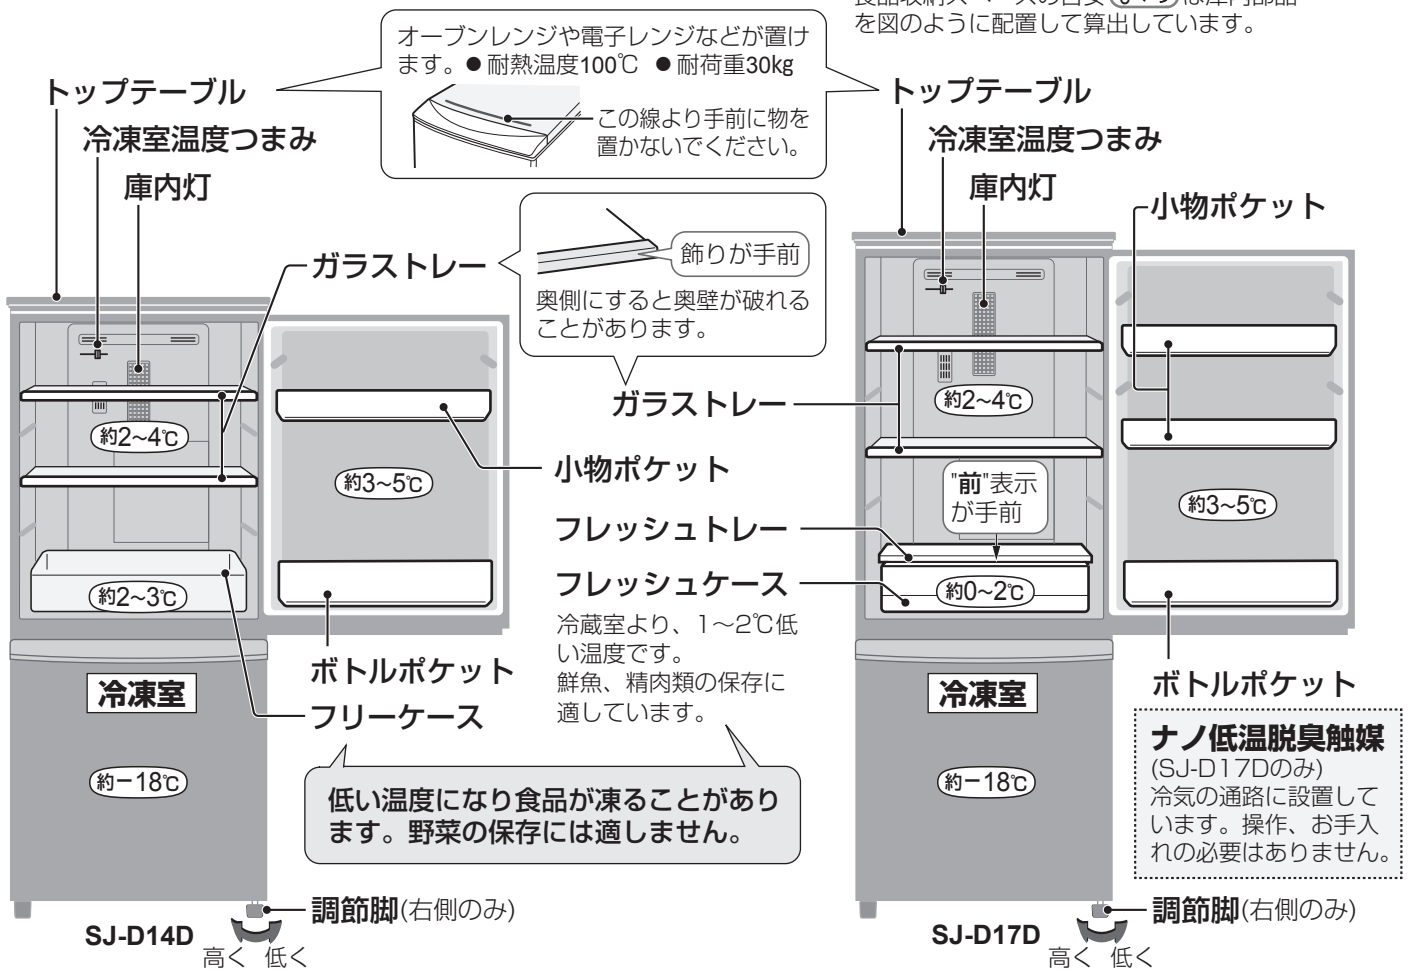 を図のように配置して算出しています。
オーブンレンジや電子レンジなどが置け
ます。●耐熱温度100℃ ●耐荷重30kg
この線より手前に物を
置かないでください。
トップテーブル
冷凍室温度つまみ
庫内灯
ガラストレー
飾りが手前
奥側にすると奥壁が破れる
ことがあります。
約2~4℃
約3~5℃
約2~3℃
小物ポケット
ボトルポケット
フリーケース
冷凍室
約-18℃
調節脚(右側のみ)
SJ-D14D
高く 低く
トップテーブル
冷凍室温度つまみ
庫内灯
小物ポケット
ガラストレー
約2~4℃
"前"表示
が手前
約3~5℃
フレッシュトレー
フレッシュケース
約0~2℃
冷蔵室より、1~2℃低
い温度です。
鮮魚、精肉類の保存に
適しています。
低い温度になり食品が凍ることがあり
ます。野菜の保存には適しません。
ボトルポケット
冷凍室
約-18℃
ナノ低温脱臭触媒
(SJ-D17Dのみ)
冷気の通路に設置して
います。操作、お手入
れの必要はありません。
調節脚(右側のみ)
SJ-D17D
高く 低く